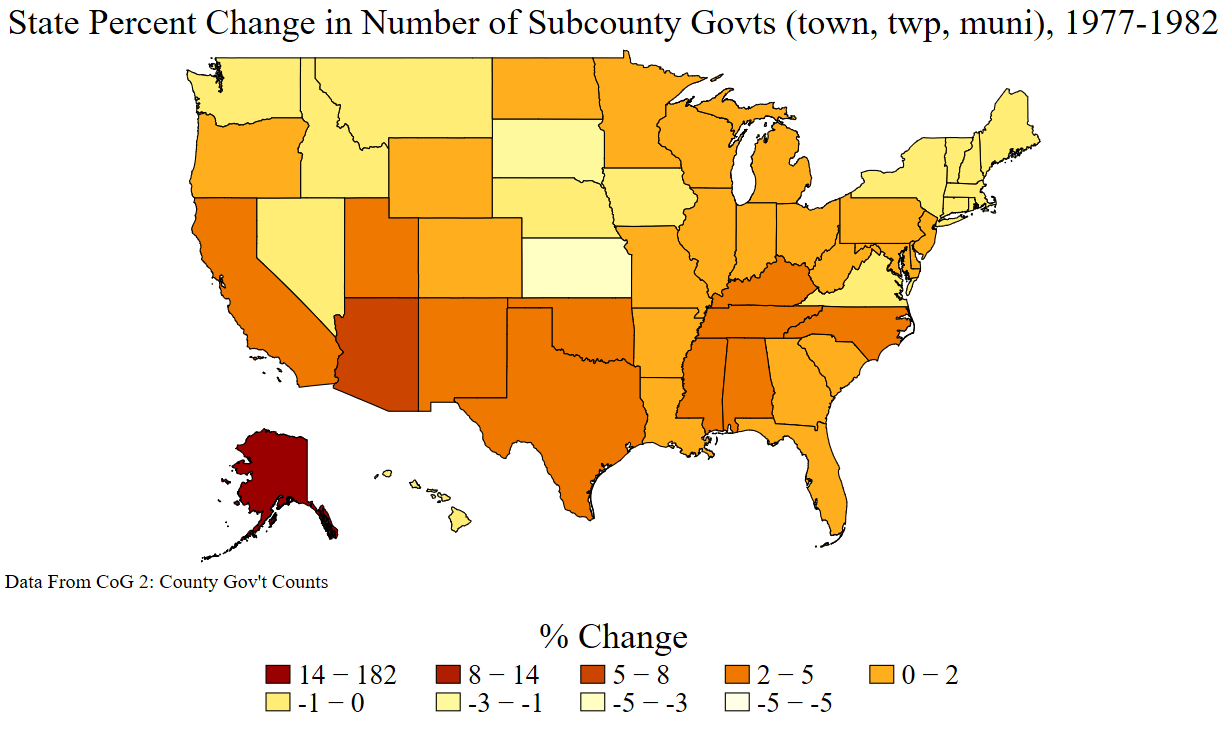 State Percent Change in Number of Subcounty Govts (town, twp, muni), 1977-1982
Data From CoG 2: County Gov't Counts
% Change
14 − 182 8 − 14 5 − 8 2 − 5 0 − 2
-1 − 0 -3 − -1 -5 − -3 -5 − -5